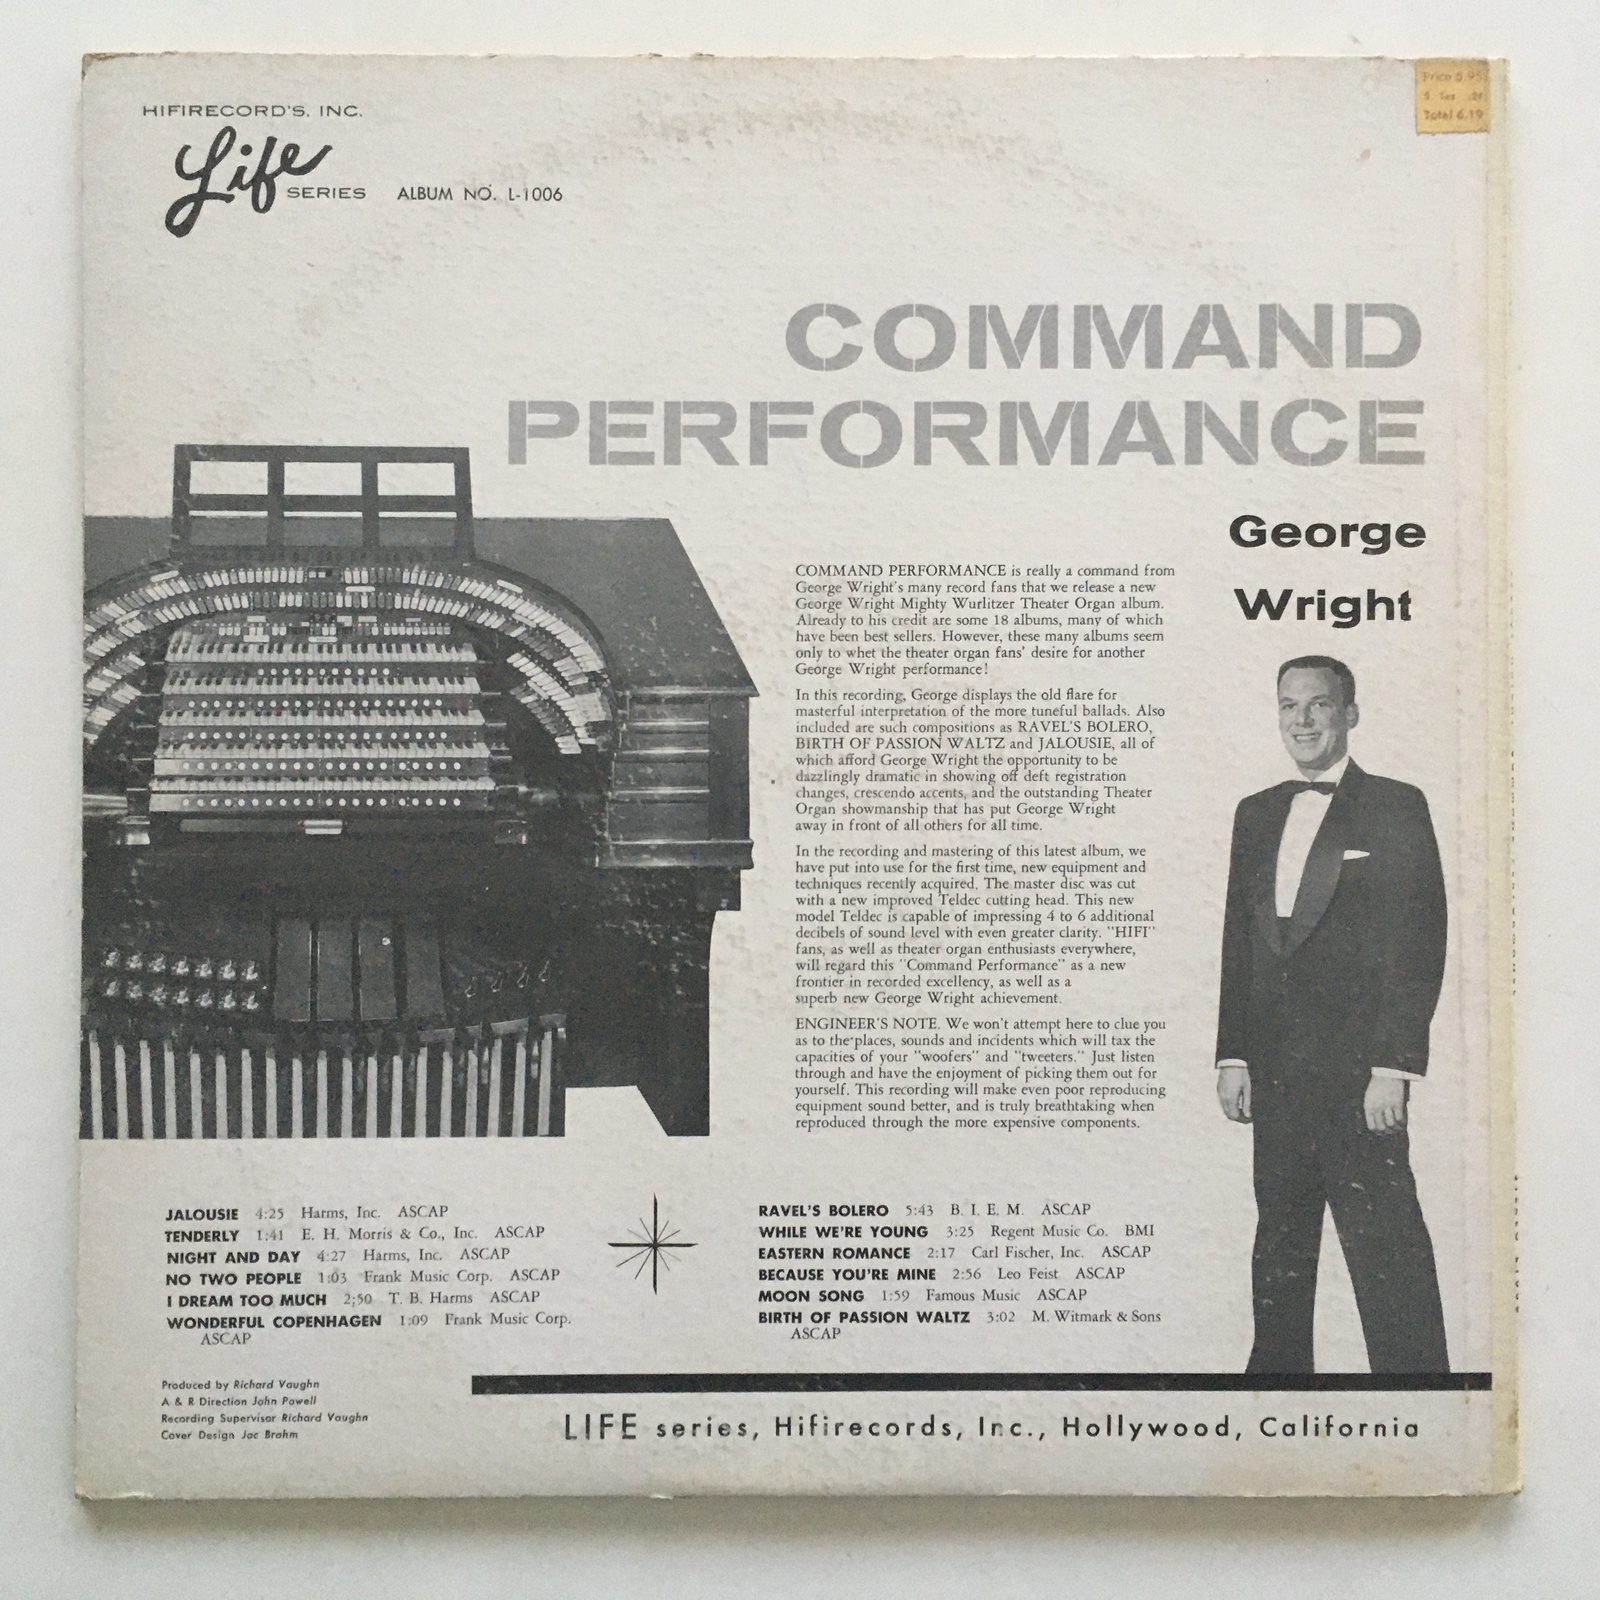 HIFIRECORD'S, INC.
Life SERIES ALBUM NO. L-1006
Price 5.95
S. Tax .24
Total 6.19
COMMAND
PERFORMANCE
George
Wright
COMMAND PERFORMANCE is really a command from
George Wright's many record fans that we release a new
George Wright Mighty Wurlitzer Theater Organ album.
Already to his credit are some 18 albums, many of which
have been best sellers. However, these many albums seem
only to whet the theater organ fans' desire for another
George Wright performance!
In this recording, George displays the old flare for
masterful interpretation of the more tuneful ballads. Also
included are such compositions as RAVEL'S BOLERO,
BIRTH OF PASSION WALTZ and JALOUSIE, all of
which afford George Wright the opportunity to be
dazzlingly dramatic in showing off deft registration
changes, crescendo accents, and the outstanding Theater
Organ showmanship that has put George Wright
away in front of all others for all time.
In the recording and mastering of this latest album, we
have put into use for the first time, new equipment and
techniques recently acquired. The master disc was cut
with a new improved Teldec cutting head. This new
model Teldec is capable of impressing 4 to 6 additional
decibels of sound level with even greater clarity. "HIFI"
fans, as well as theater organ enthusiasts everywhere,
will regard this "Command Performance" as a new
frontier in recorded excellency, as well as a
superb new George Wright achievement.
ENGINEER'S NOTE. We won't attempt here to clue you
as to the places, sounds and incidents which will tax the
capacities of your "woofers" and "tweeters." Just listen
through and have the enjoyment of picking them out for
yourself. This recording will make even poor reproducing
equipment sound better, and is truly breathtaking when
reproduced through the more expensive components.
JALOUSIE 4:25 Harms, Inc. ASCAP
TENDERLY 1:41 E. H. Morris & Co., Inc. ASCAP
NIGHT AND DAY 4:27 Harms, Inc. ASCAP
NO TWO PEOPLE 1:03 Frank Music Corp. ASCAP
I DREAM TOO MUCH 2;50 T. B. Harms ASCAP
WONDERFUL COPENHAGEN 1:09 Frank Music Corp.
ASCAP
RAVEL'S BOLERO 5:43 B. I. E. M. ASCAP
WHILE WE'RE YOUNG 3:25 Regent Music Co. BMI
EASTERN ROMANCE 2:17 Carl Fischer, Inc. ASCAP
BECAUSE YOU'RE MINE 2:56 Leo Feist ASCAP
MOON SONG 1:59 Famous Music ASCAP
BIRTH OF PASSION WALTZ 3:02 M. Witmark & Sons
ASCAP
Produced by Richard Vaughn
A & R Direction John Powell
Recording Supervisor Richard Vaughn
Cover Design Jac Brahm
LIFE series, Hifirecords, Inc., Hollywood, California